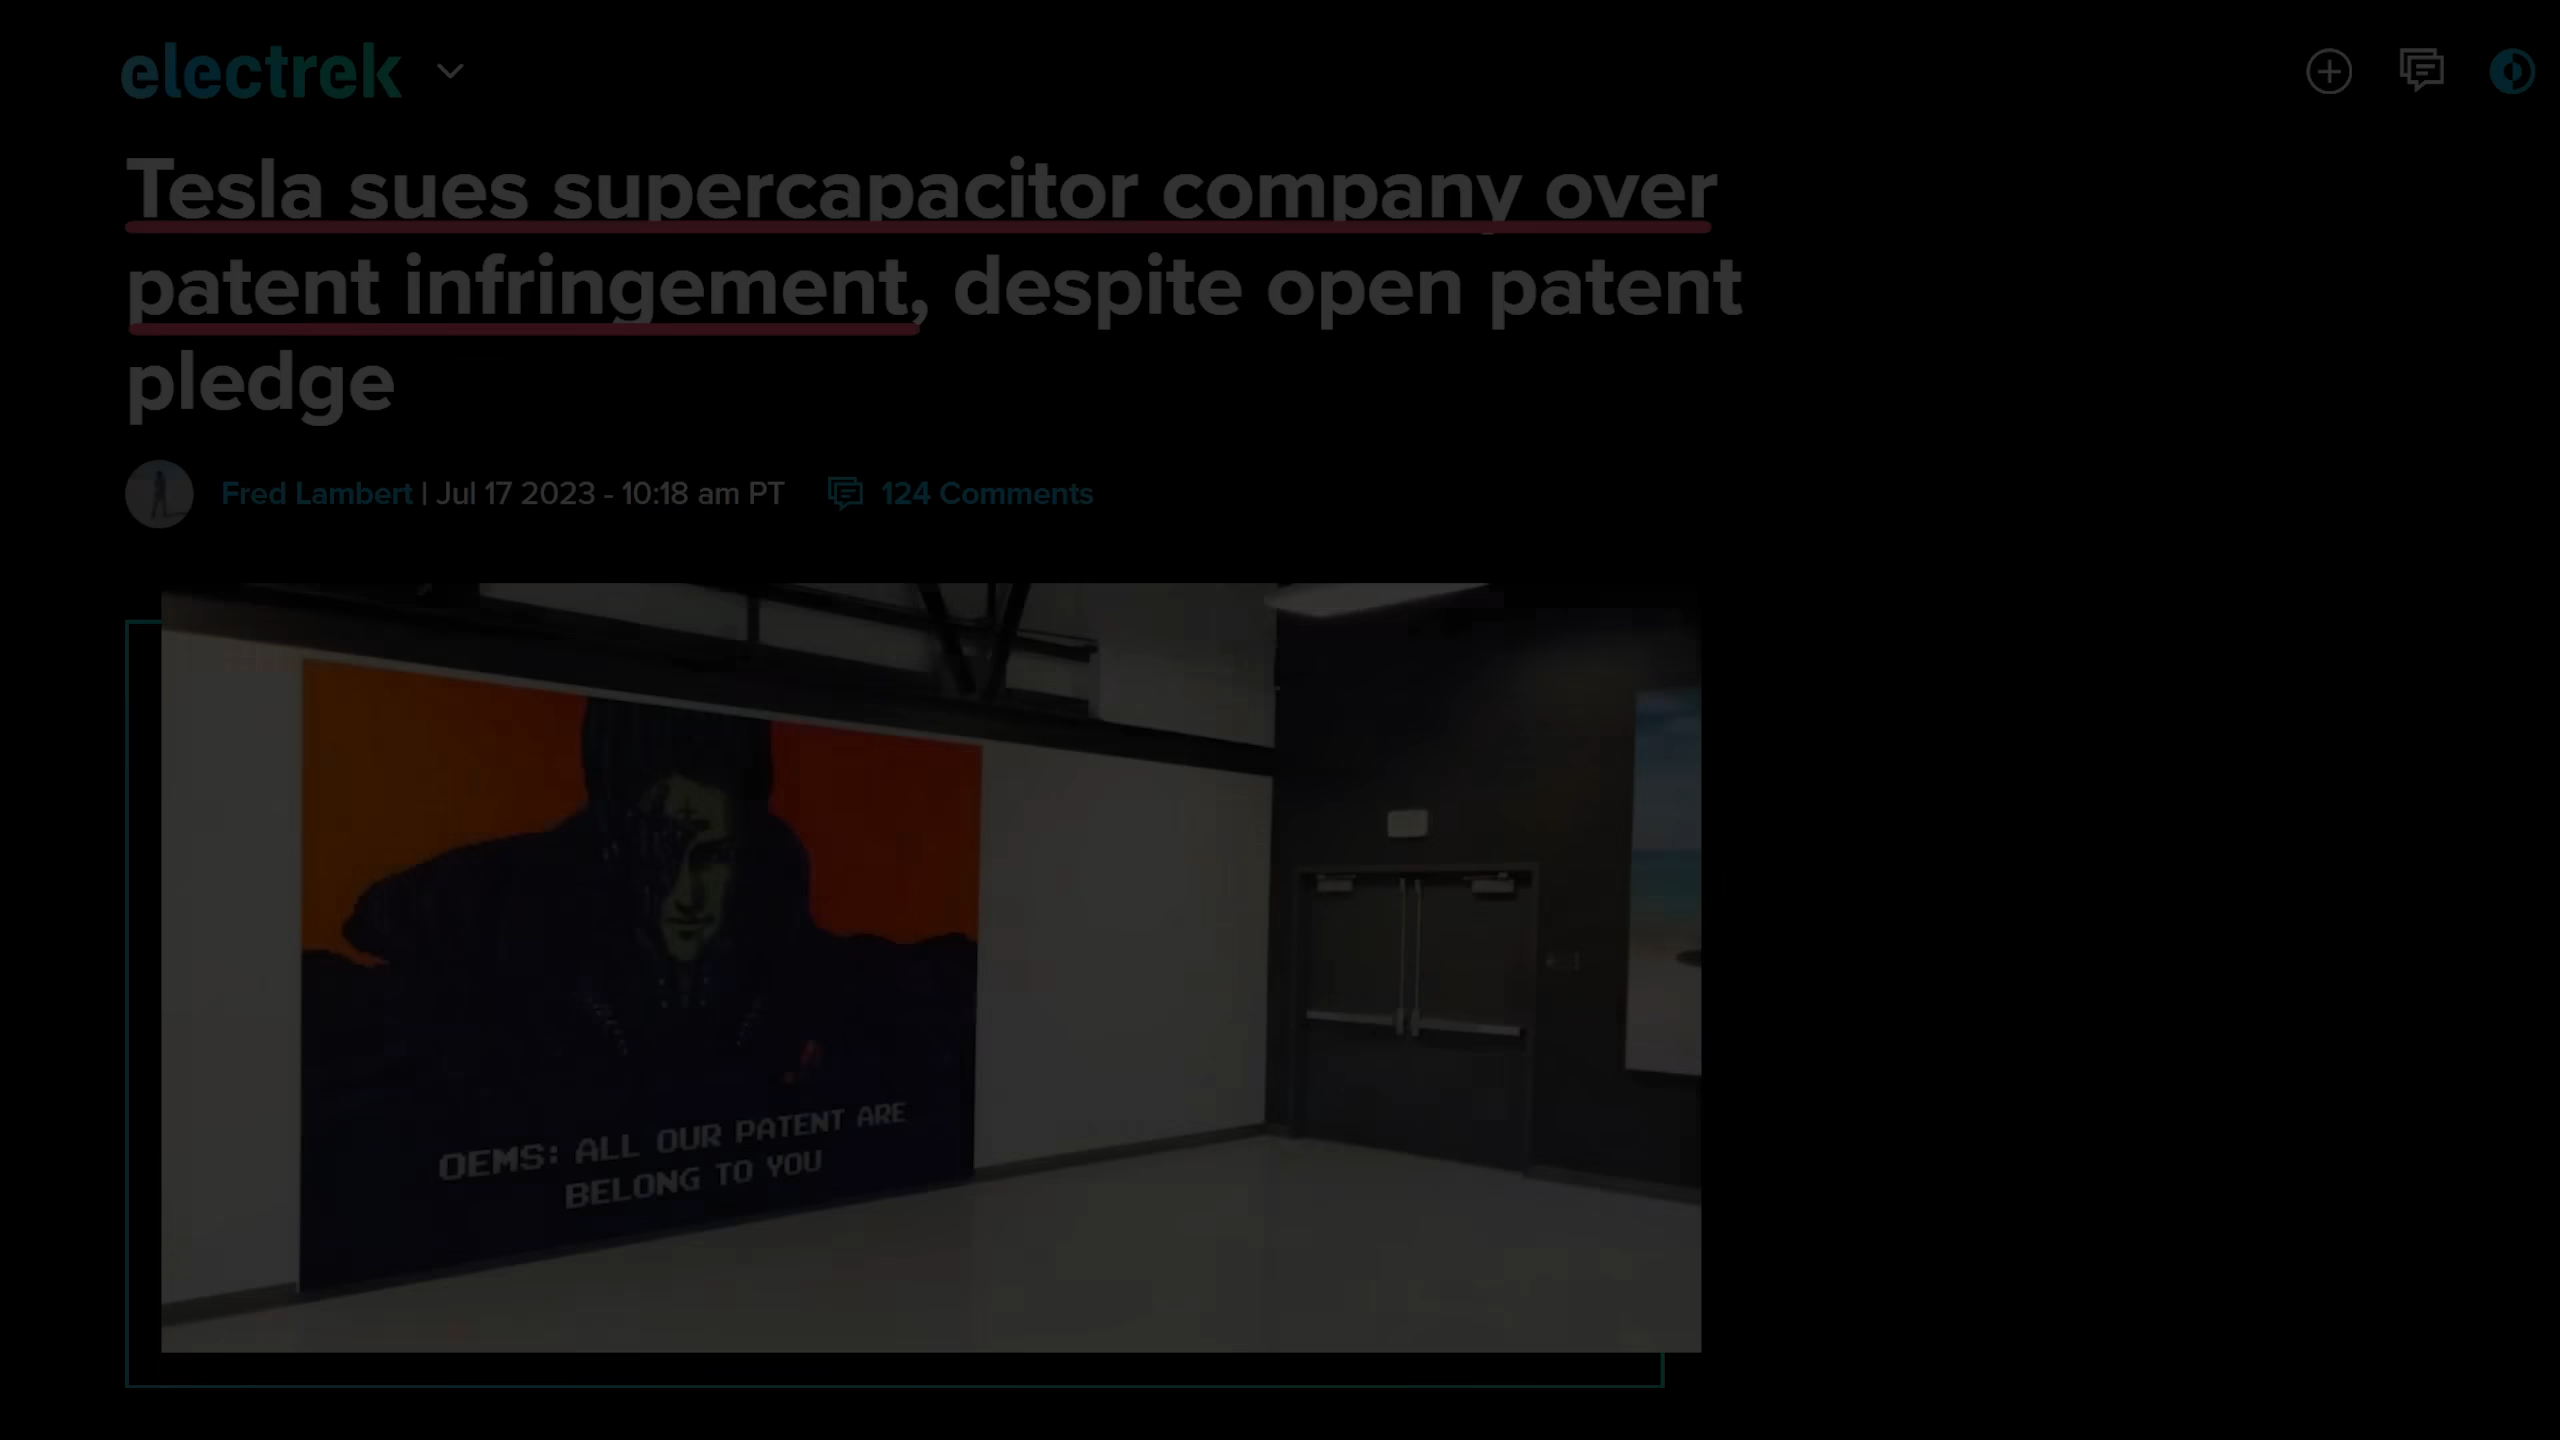 electrek
Tesla sues supercapacitor company over
patent infringement, despite open patent
pledge
Fred Lambert | Jul 17 2023 - 10:18 am PT 124 Comments
OEMS: ALL OUR PATENT ARE
BELONG TO YOU